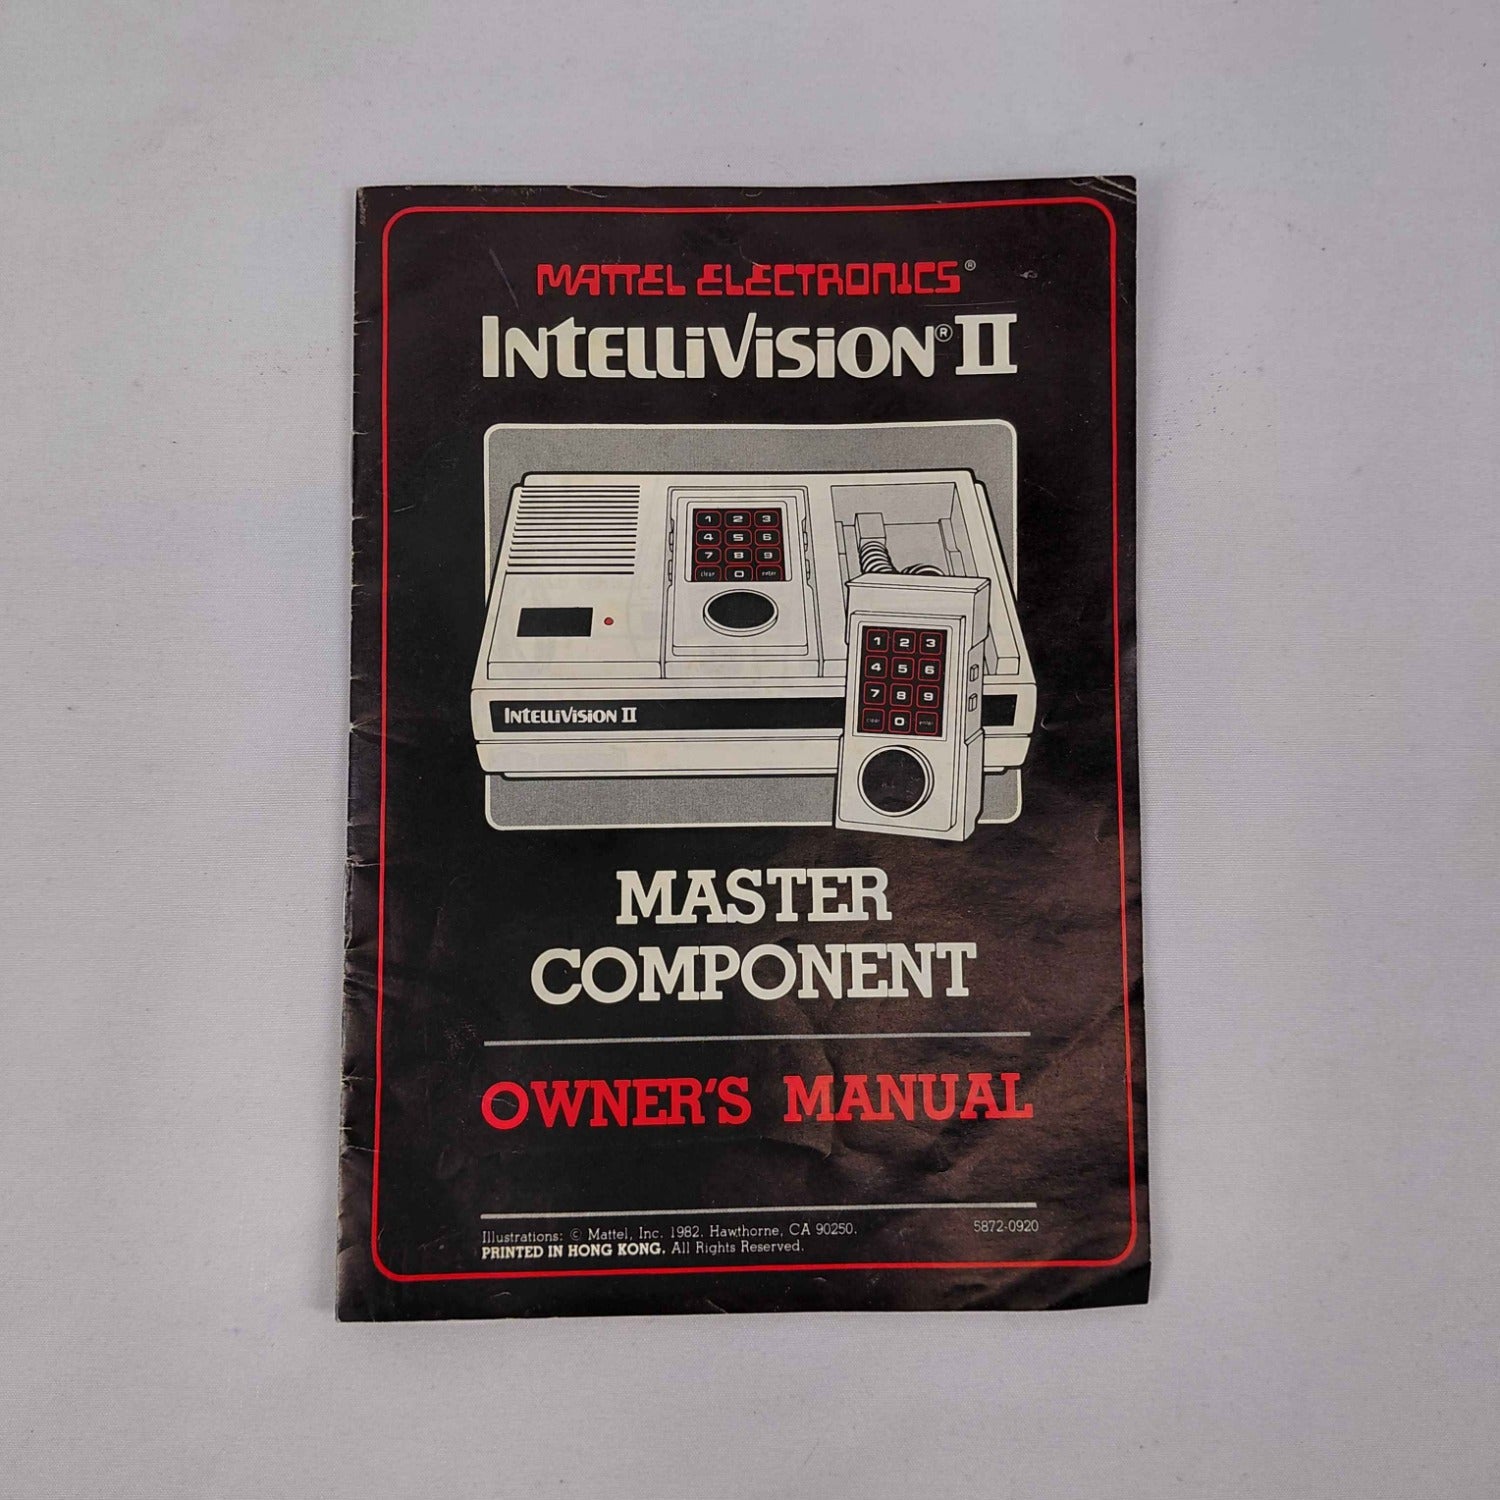 MATTEL ELECTRONICS®
INTELLIVISION® II
1 2 3
4 5 6
7 8 9
clear 0 enter
1 2 3
4 5 6
7 8 9
clear 0 enter
INTELLIVISION II
MASTER
COMPONENT
OWNER'S MANUAL
Illustrations: © Mattel, Inc. 1982. Hawthorne, CA 90250. 5872-0920
PRINTED IN HONG KONG. All Rights Reserved.